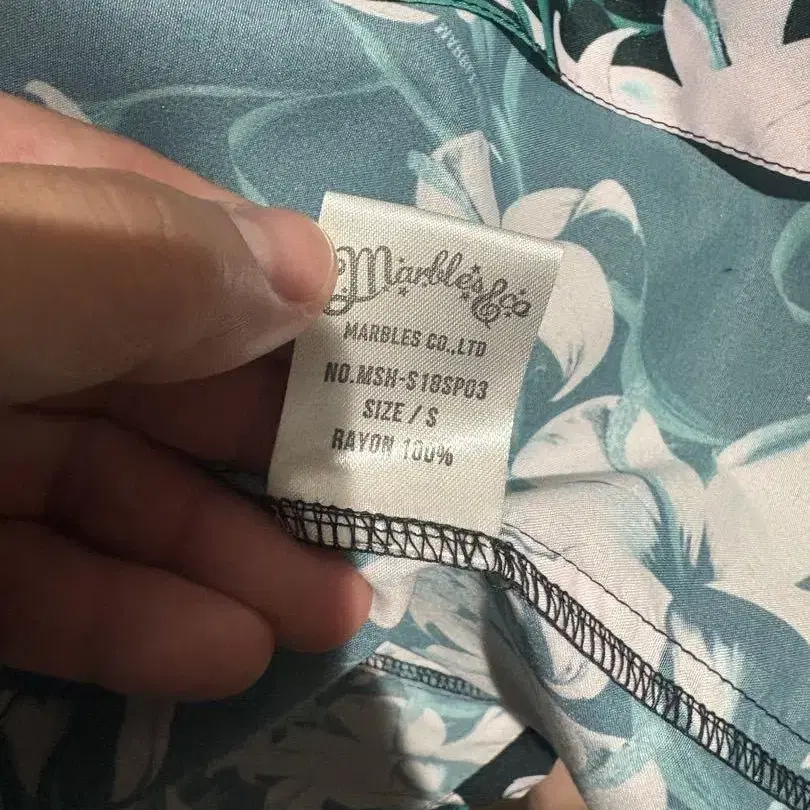 Marbles&co
MARBLES CO.,LTD
NO.MSH-S18SP03
SIZE / S
RAYON 100%